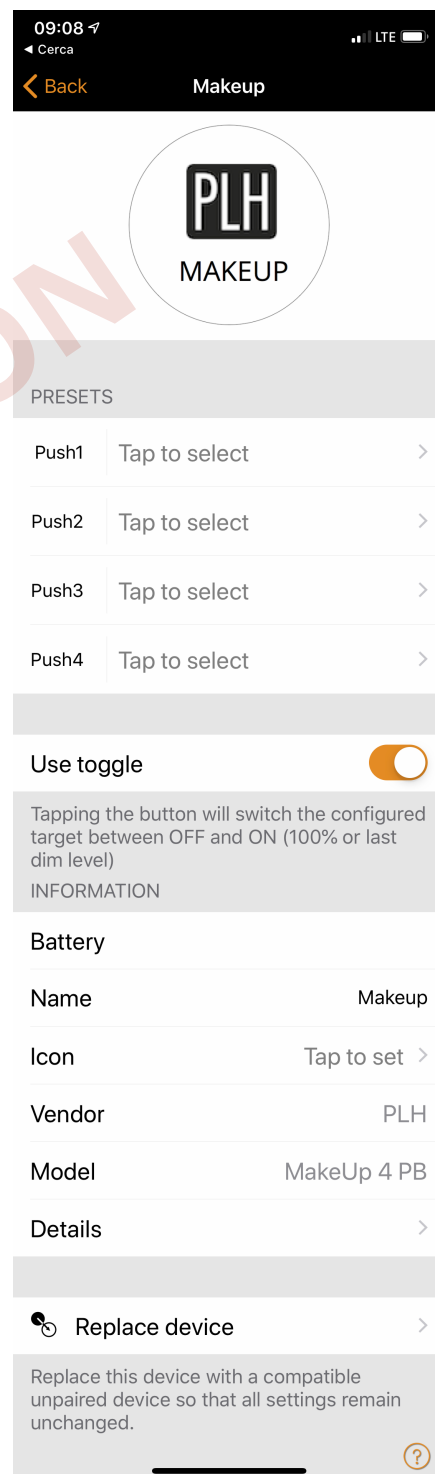 09:08
◀ Cerca
LTE
Back
Makeup
PLH
MAKEUP
ON
PRESETS
Push1 Tap to select
Push2 Tap to select
Push3 Tap to select
Push4 Tap to select
Use toggle
Tapping the button will switch the configured
target between OFF and ON (100% or last
dim level)
INFORMATION
Battery
Name Makeup
Icon Tap to set
Vendor PLH
Model MakeUp 4 PB
Details
Replace device
Replace this device with a compatible
unpaired device so that all settings remain
unchanged.
?